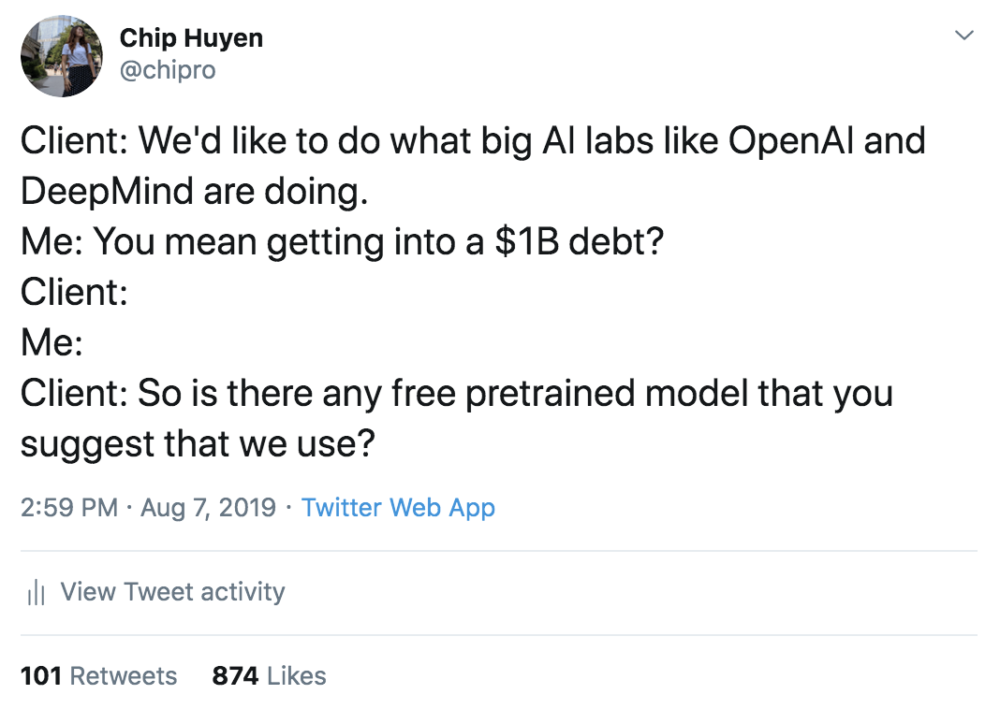 Chip Huyen
@chipro
Client: We'd like to do what big AI labs like OpenAI and
DeepMind are doing.
Me: You mean getting into a $1B debt?
Client:
Me:
Client: So is there any free pretrained model that you
suggest that we use?
2:59 PM · Aug 7, 2019 · Twitter Web App
View Tweet activity
101 Retweets 874 Likes